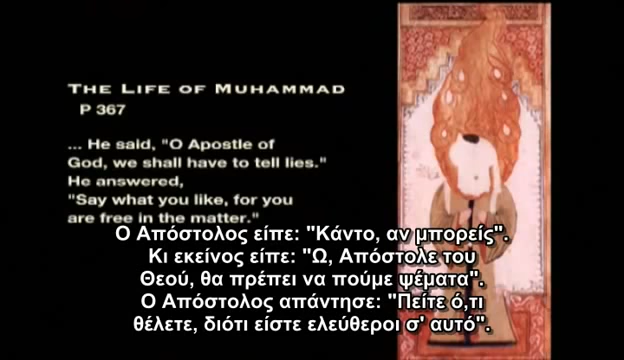 THE LIFE OF MUHAMMAD
P 367
... He said, "O Apostle of
God, we shall have to tell lies."
He answered,
"Say what you like, for you
are free in the matter."
Ο Απόστολος είπε: "Κάντο, αν μπορείς".
Κι εκείνος είπε: "Ω, Απόστολε του
Θεού, θα πρέπει να πούμε ψέματα".
Ο Απόστολος απάντησε: "Πείτε ό,τι
θέλετε, διότι είστε ελεύθεροι σ' αυτό".